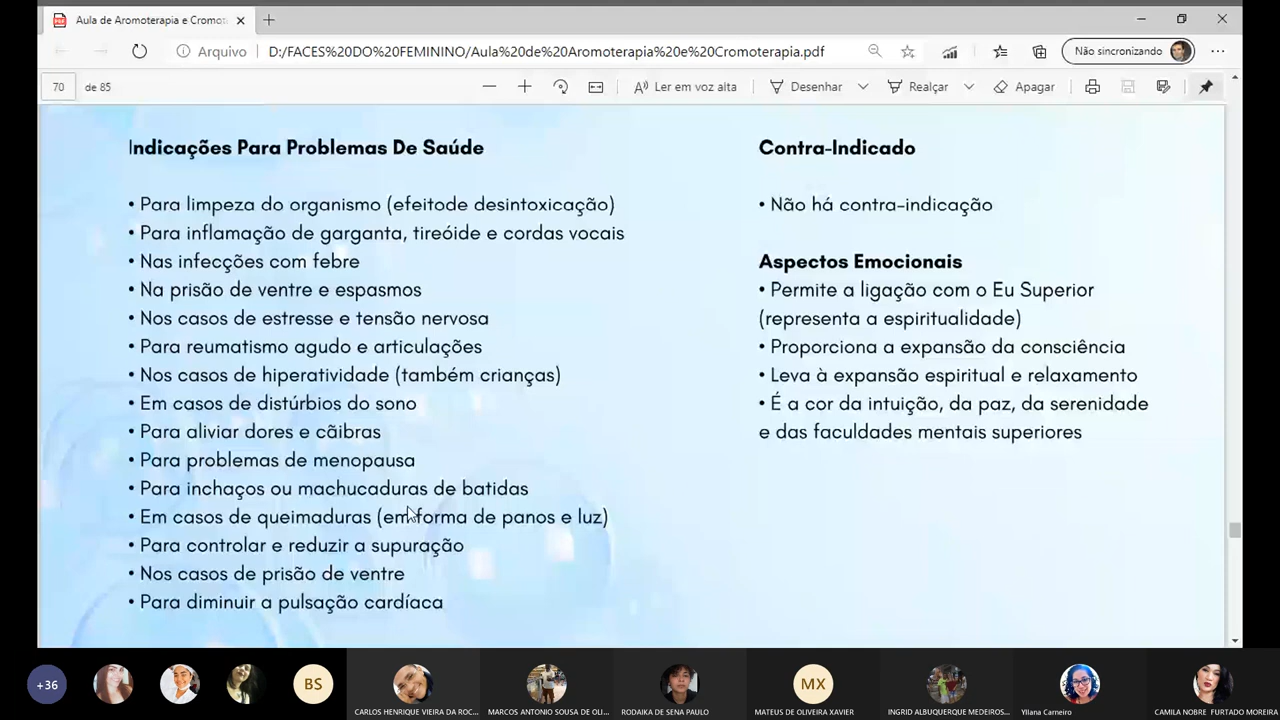 Aula de Aromoterapia e Cromot
Arquivo
D:/FACES%20DO%20FEMININO/Aula%20de%20Aromoterapia%20e%20Cromoterapia.pdf
Não sincronizando
70 de 85
Ler em voz alta
Desenhar
Realçar
Apagar
Indicações Para Problemas De Saúde
• Para limpeza do organismo (efeitode desintoxicação)
• Para inflamação de garganta, tireóide e cordas vocais
• Nas infecções com febre
• Na prisão de ventre e espasmos
• Nos casos de estresse e tensão nervosa
• Para reumatismo agudo e articulações
• Nos casos de hiperatividade (também crianças)
• Em casos de distúrbios do sono
• Para aliviar dores e cãibras
• Para problemas de menopausa
• Para inchaços ou machucaduras de batidas
• Em casos de queimaduras (em forma de panos e luz)
• Para controlar e reduzir a supuração
• Nos casos de prisão de ventre
• Para diminuir a pulsação cardíaca
Contra-Indicado
• Não há contra-indicação
Aspectos Emocionais
• Permite a ligação com o Eu Superior
(representa a espiritualidade)
• Proporciona a expansão da consciência
• Leva à expansão espiritual e relaxamento
• É a cor da intuição, da paz, da serenidade
e das faculdades mentais superiores
+36
BS
CARLOS HENRIQUE VIEIRA DA ROC...
MARCOS ANTONIO SOUSA DE OLI...
RODAIKA DE SENA PAULO
MX
MATEUS DE OLIVEIRA XAVIER
INGRID ALBUQUERQUE MEDEIROS...
Yllana Carneiro
CAMILA NOBRE FURTADO MOREIRA